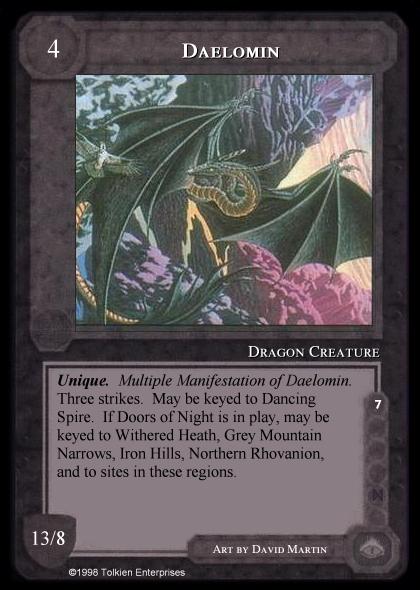 4
DAELOMIN
DRAGON CREATURE
Unique. Multiple Manifestation of Daelomin.
Three strikes. May be keyed to Dancing
Spire. If Doors of Night is in play, may be
keyed to Withered Heath, Grey Mountain
Narrows, Iron Hills, Northern Rhovanion,
and to sites in these regions.
7
N
13/8
ART BY DAVID MARTIN
©1998 Tolkien Enterprises